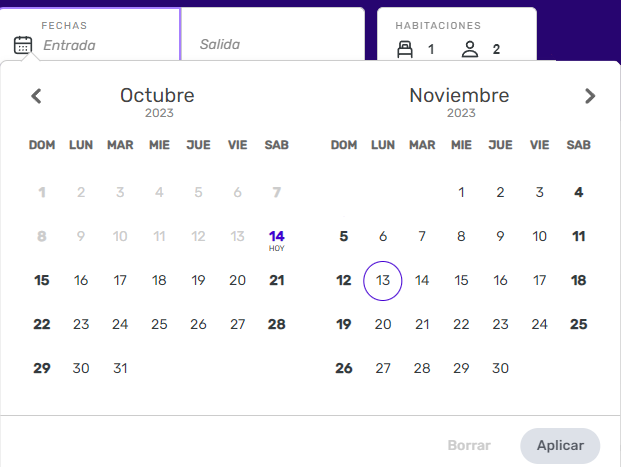 FECHAS
Entrada
Salida
HABITACIONES
1 2
Octubre
2023
DOM LUN MAR MIE JUE VIE SAB
1 2 3 4 5 6 7
8 9 10 11 12 13 14
HOY
15 16 17 18 19 20 21
22 23 24 25 26 27 28
29 30 31
Noviembre
2023
DOM LUN MAR MIE JUE VIE SAB
1 2 3 4
5 6 7 8 9 10 11
12 13 14 15 16 17 18
19 20 21 22 23 24 25
26 27 28 29 30
Borrar Aplicar